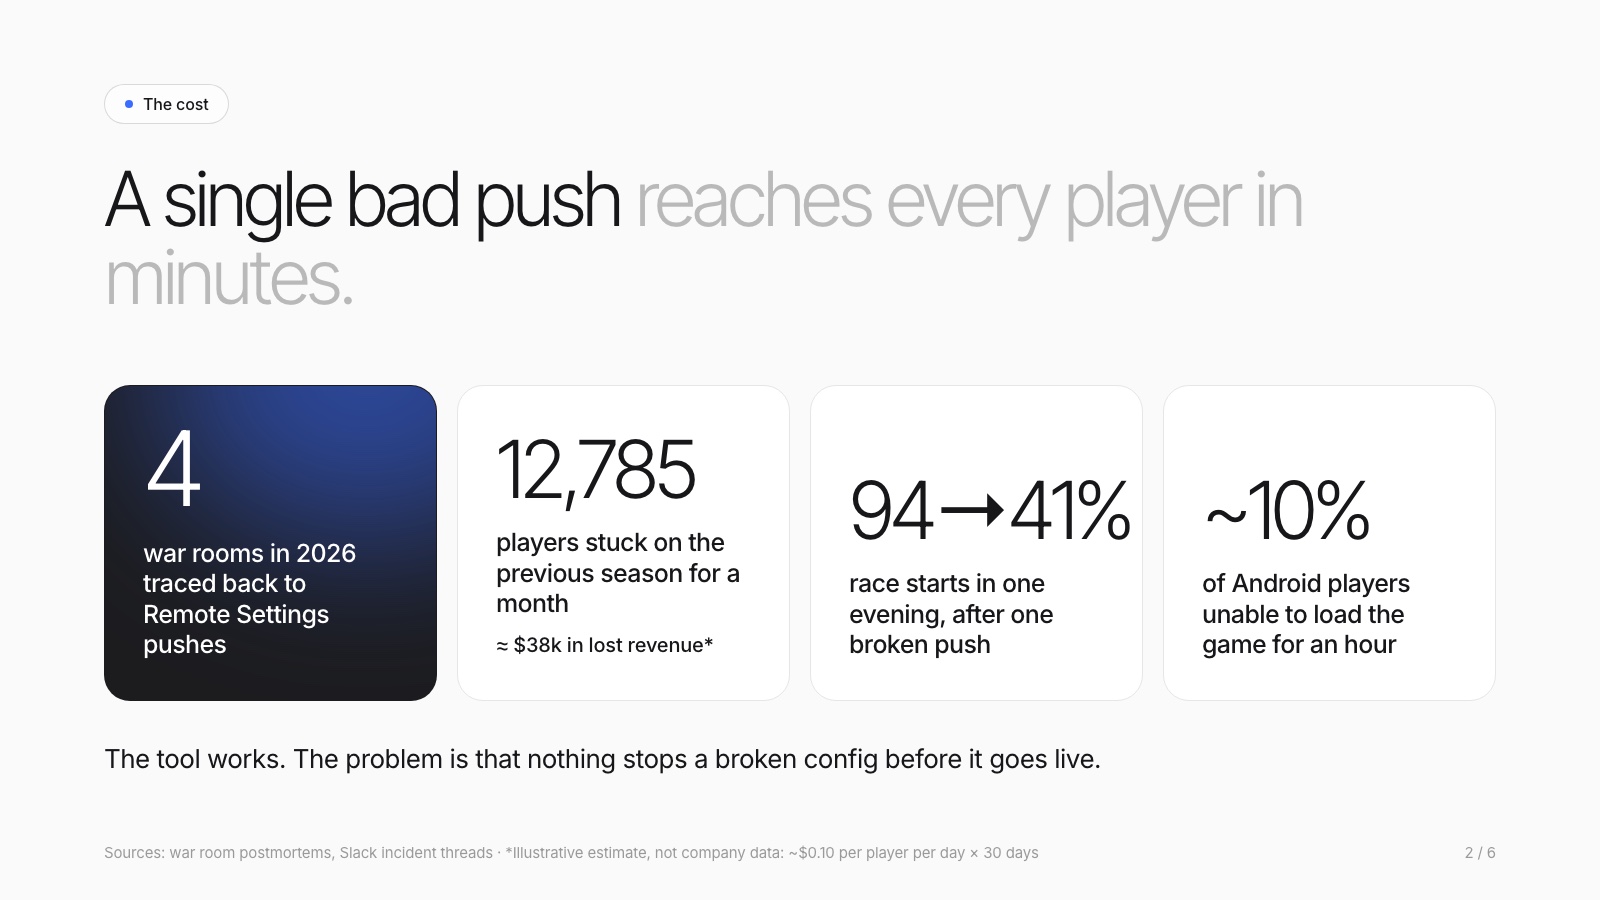 The cost
A single bad push reaches every player in
minutes.
4
war rooms in 2026
traced back to
Remote Settings
pushes
12,785
players stuck on the
previous season for a
month
≈ $38k in lost revenue*
94→41%
race starts in one
evening, after one
broken push
~10%
of Android players
unable to load the
game for an hour
The tool works. The problem is that nothing stops a broken config before it goes live.
Sources: war room postmortems, Slack incident threads · *Illustrative estimate, not company data: ~$0.10 per player per day × 30 days
2 / 6